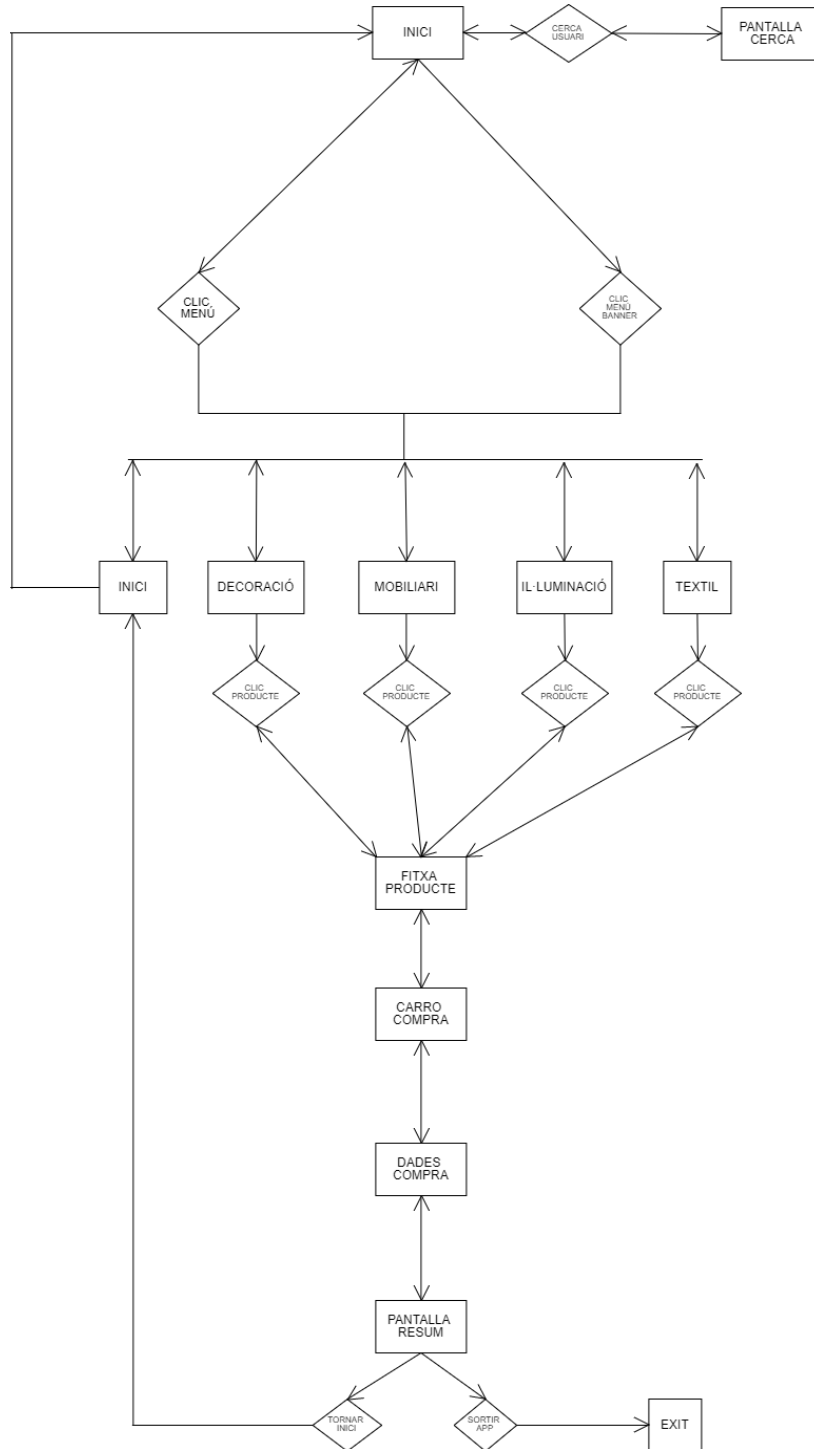 INICI
CERCA
USUARI
PANTALLA
CERCA
CLIC
MENÚ
CLIC
MENÚ
BANNER
INICI
DECORACIÓ
MOBILIARI
IL·LUMINACIÓ
TEXTIL
CLIC
PRODUCTE
CLIC
PRODUCTE
CLIC
PRODUCTE
CLIC
PRODUCTE
FITXA
PRODUCTE
CARRO
COMPRA
DADES
COMPRA
PANTALLA
RESUM
TORNAR
INICI
SORTIR
APP
EXIT